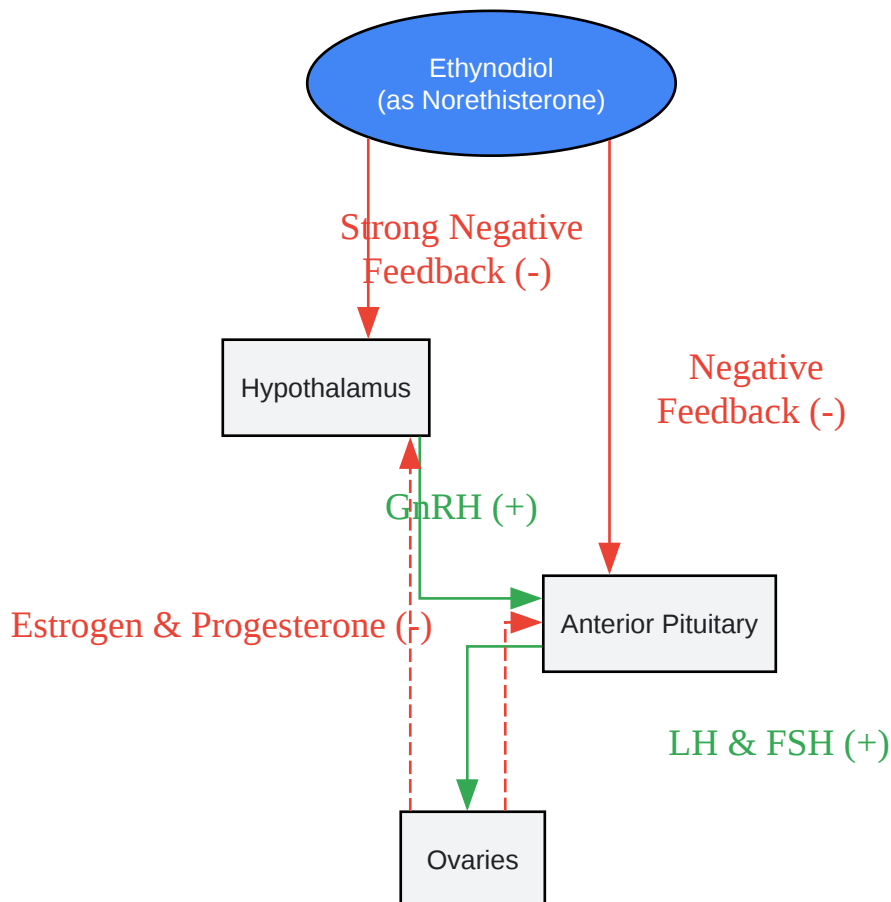 Ethynodiol
(as Norethisterone)
Strong Negative
Feedback (-)
Hypothalamus
Negative
Feedback (-)
GnRH (+)
Estrogen & Progesterone (-)
Anterior Pituitary
LH & FSH (+)
Ovaries